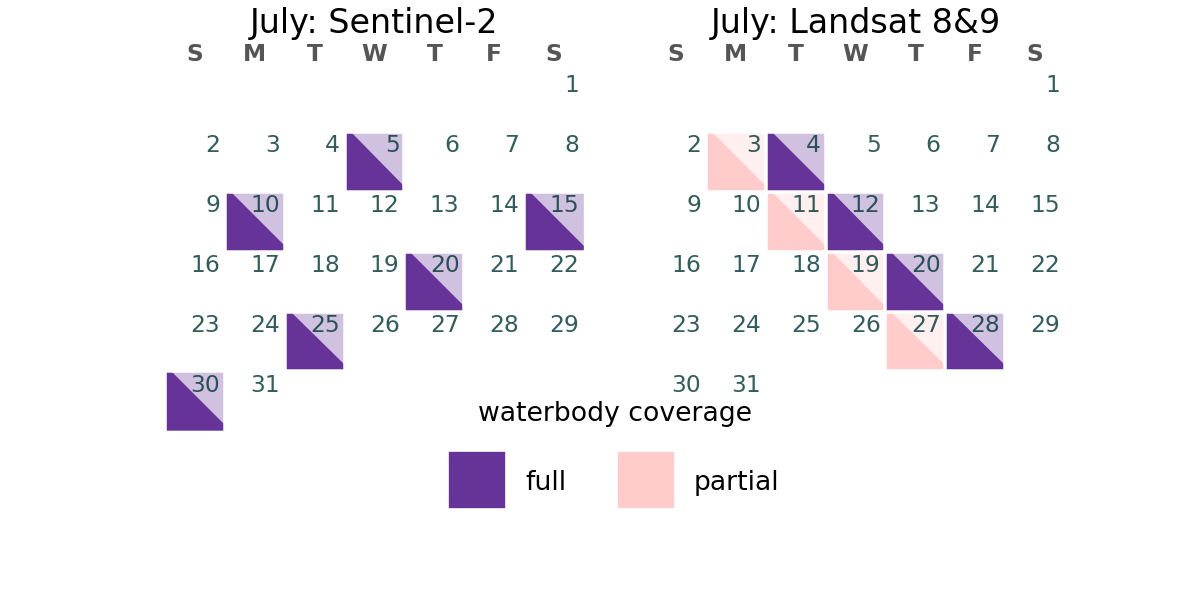 July: Sentinel-2
S M T W T F S
1
2 3 4 5 6 7 8
9 10 11 12 13 14 15
16 17 18 19 20 21 22
23 24 25 26 27 28 29
30 31
July: Landsat 8&9
S M T W T F S
1
2 3 4 5 6 7 8
9 10 11 12 13 14 15
16 17 18 19 20 21 22
23 24 25 26 27 28 29
30 31
waterbody coverage
full partial